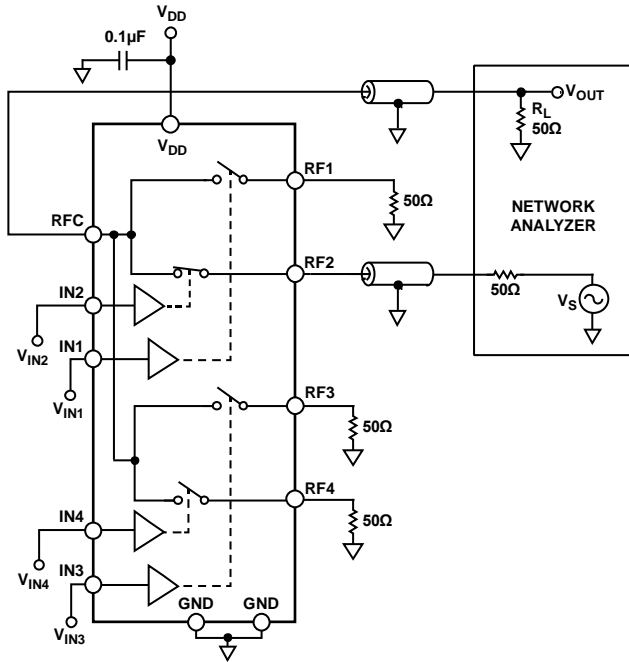 V_DD
0.1µF
V_OUT
R_L
50Ω
V_DD
RF1
50Ω
NETWORK
ANALYZER
RFC
RF2
50Ω
V_S
IN2
V_IN2
IN1
V_IN1
RF3
50Ω
RF4
50Ω
IN4
V_IN4
IN3
V_IN3
GND
GND